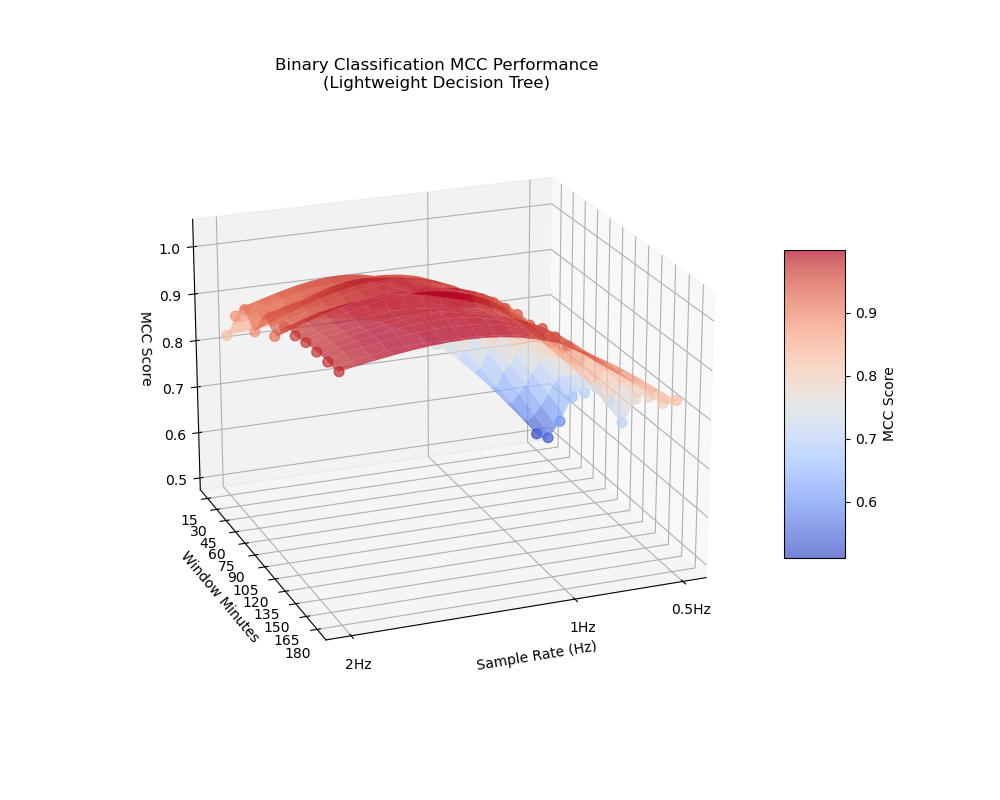 Binary Classification MCC Performance
(Lightweight Decision Tree)
1.0
0.9
0.8
0.7
0.6
0.5
MCC Score
15
30
45
60
75
90
105
120
135
150
165
180
Window Minutes
2Hz
1Hz
0.5Hz
Sample Rate (Hz)
0.9
0.8
0.7
0.6
MCC Score